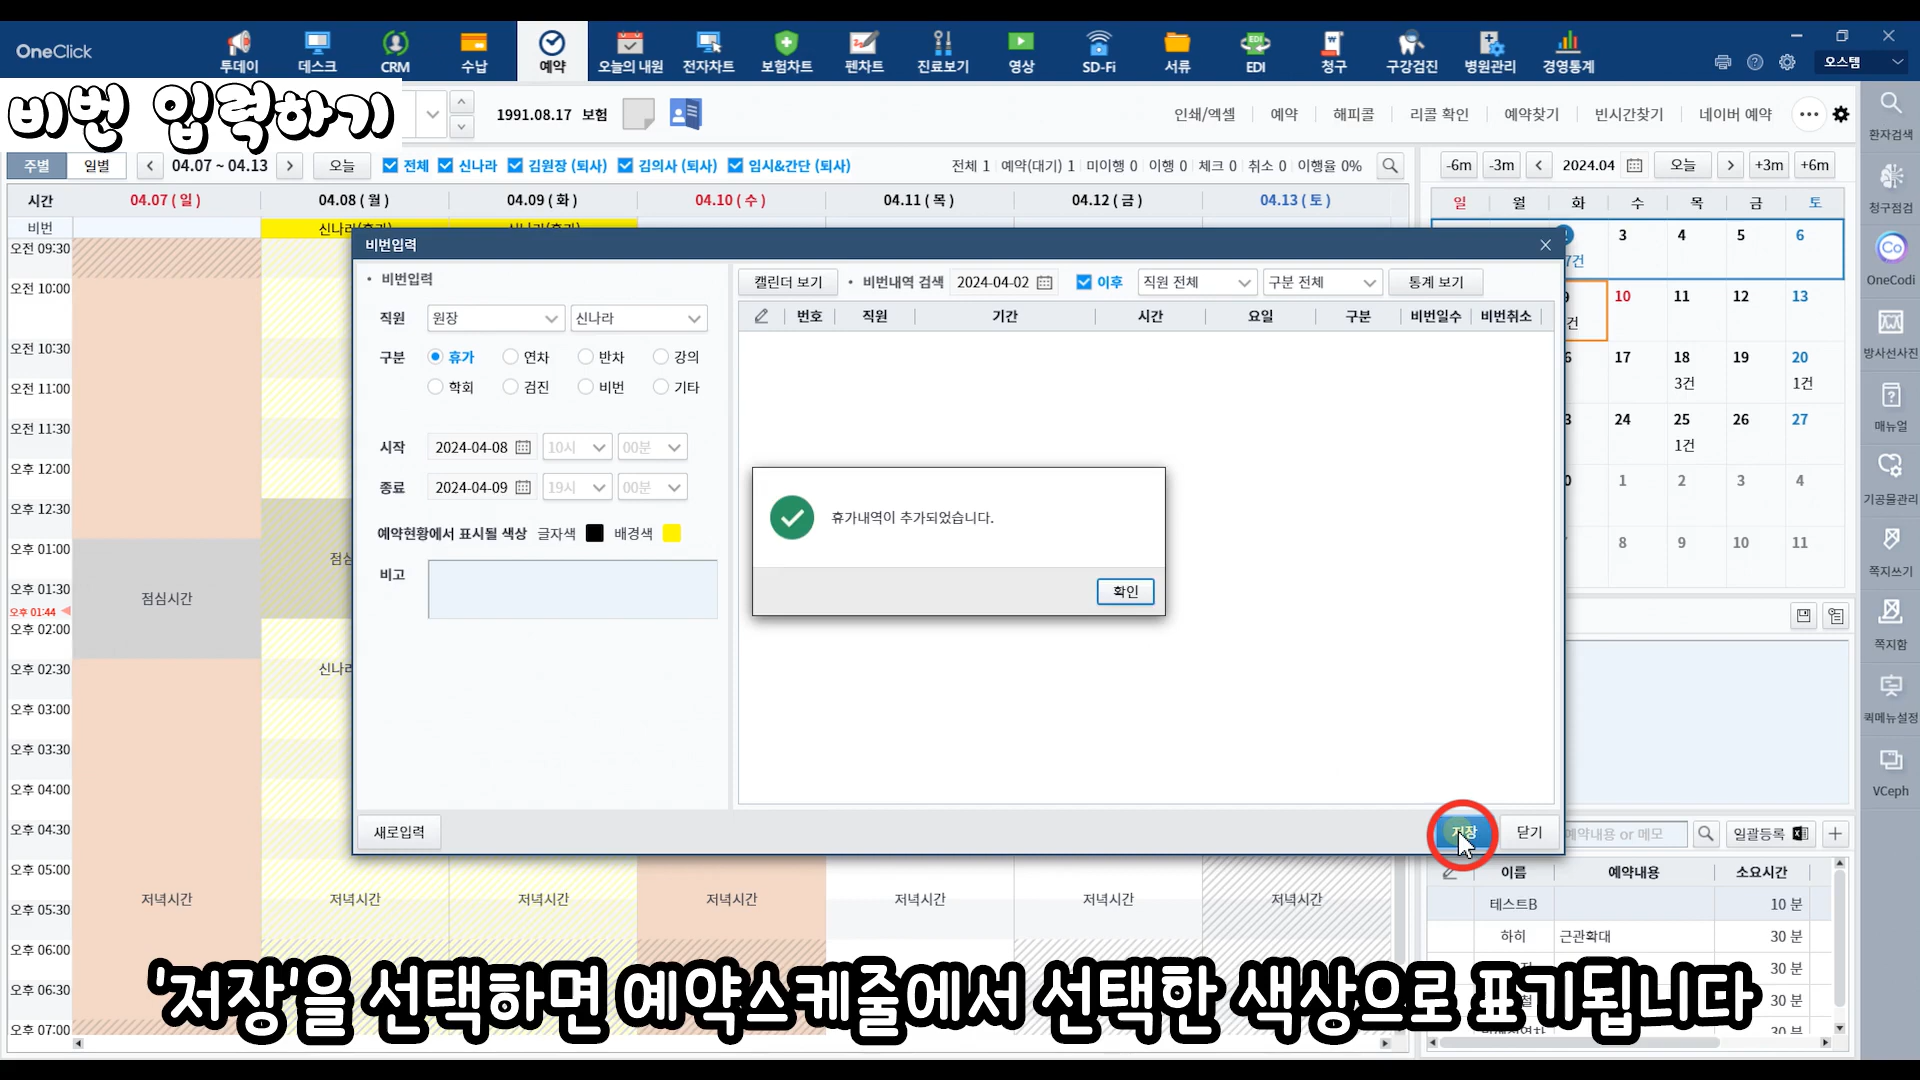 OneClick 투데이 데스크 CRM 수납 예약 오늘의 내원 전자차트 보험차트 펜차트 진료보기 영상 SD-Fi 서류 EDI 청구 구강검진 병원관리 경영통계 오스템
비번 입력하기
1991.08.17 보험 인쇄/엑셀 예약 해피콜 리콜 확인 예약찾기 빈시간찾기 네이버 예약
주별 일별 04.07 ~ 04.13 오늘 전체 신나라 김원장 (퇴사) 김의사 (퇴사) 임시&간단 (퇴사) 전체 1 예약(대기) 1 미이행 0 이행 0 체크 0 취소 0 이행율 0%
시간 04.07 ( 일 ) 04.08 ( 월 ) 04.09 ( 화 ) 04.10 ( 수 ) 04.11 ( 목 ) 04.12 ( 금 ) 04.13 ( 토 )
비번
오전 09:30
오전 10:00
오전 10:30
오전 11:00
오전 11:30
오후 12:00
오후 12:30
오후 01:00
오후 01:30
오후 01:44
오후 02:00
오후 02:30
오후 03:00
오후 03:30
오후 04:00
오후 04:30
오후 05:00
오후 05:30
오후 06:00
오후 06:30
오후 07:00
점심시간
저녁시간 저녁시간 저녁시간 저녁시간 저녁시간 저녁시간 저녁시간
비번입력
• 비번입력
직원 원장 신나라
구분 휴가 연차 반차 강의
학회 검진 비번 기타
시작 2024-04-08 10시 00분
종료 2024-04-09 19시 00분
예약현황에서 표시될 색상 글자색 배경색
비고
캘린더 보기 • 비번내역 검색 2024-04-02 이후 직원 전체 구분 전체 통계 보기
번호 직원 기간 시간 요일 구분 비번일수 비번취소
휴가내역이 추가되었습니다.
확인
새로입력 저장 닫기
-6m -3m 2024.04 오늘 +3m +6m
일 월 화 수 목 금 토
3 4 5 6
7건
10 11 12 13
17 18 19 20
3건 1건
24 25 26 27
1건
1 2 3 4
8 9 10 11
예약내용 or 메모 일괄등록
이름 예약내용 소요시간
테스트B 10 분
하히 근관확대 30 분
30 분
30 분
30 분
환자검색
청구점검
OneCodi
방사선사진
매뉴얼
기공물관리
쪽지쓰기
쪽지함
퀵메뉴설정
VCeph
'저장'을 선택하면 예약스케줄에서 선택한 색상으로 표기됩니다